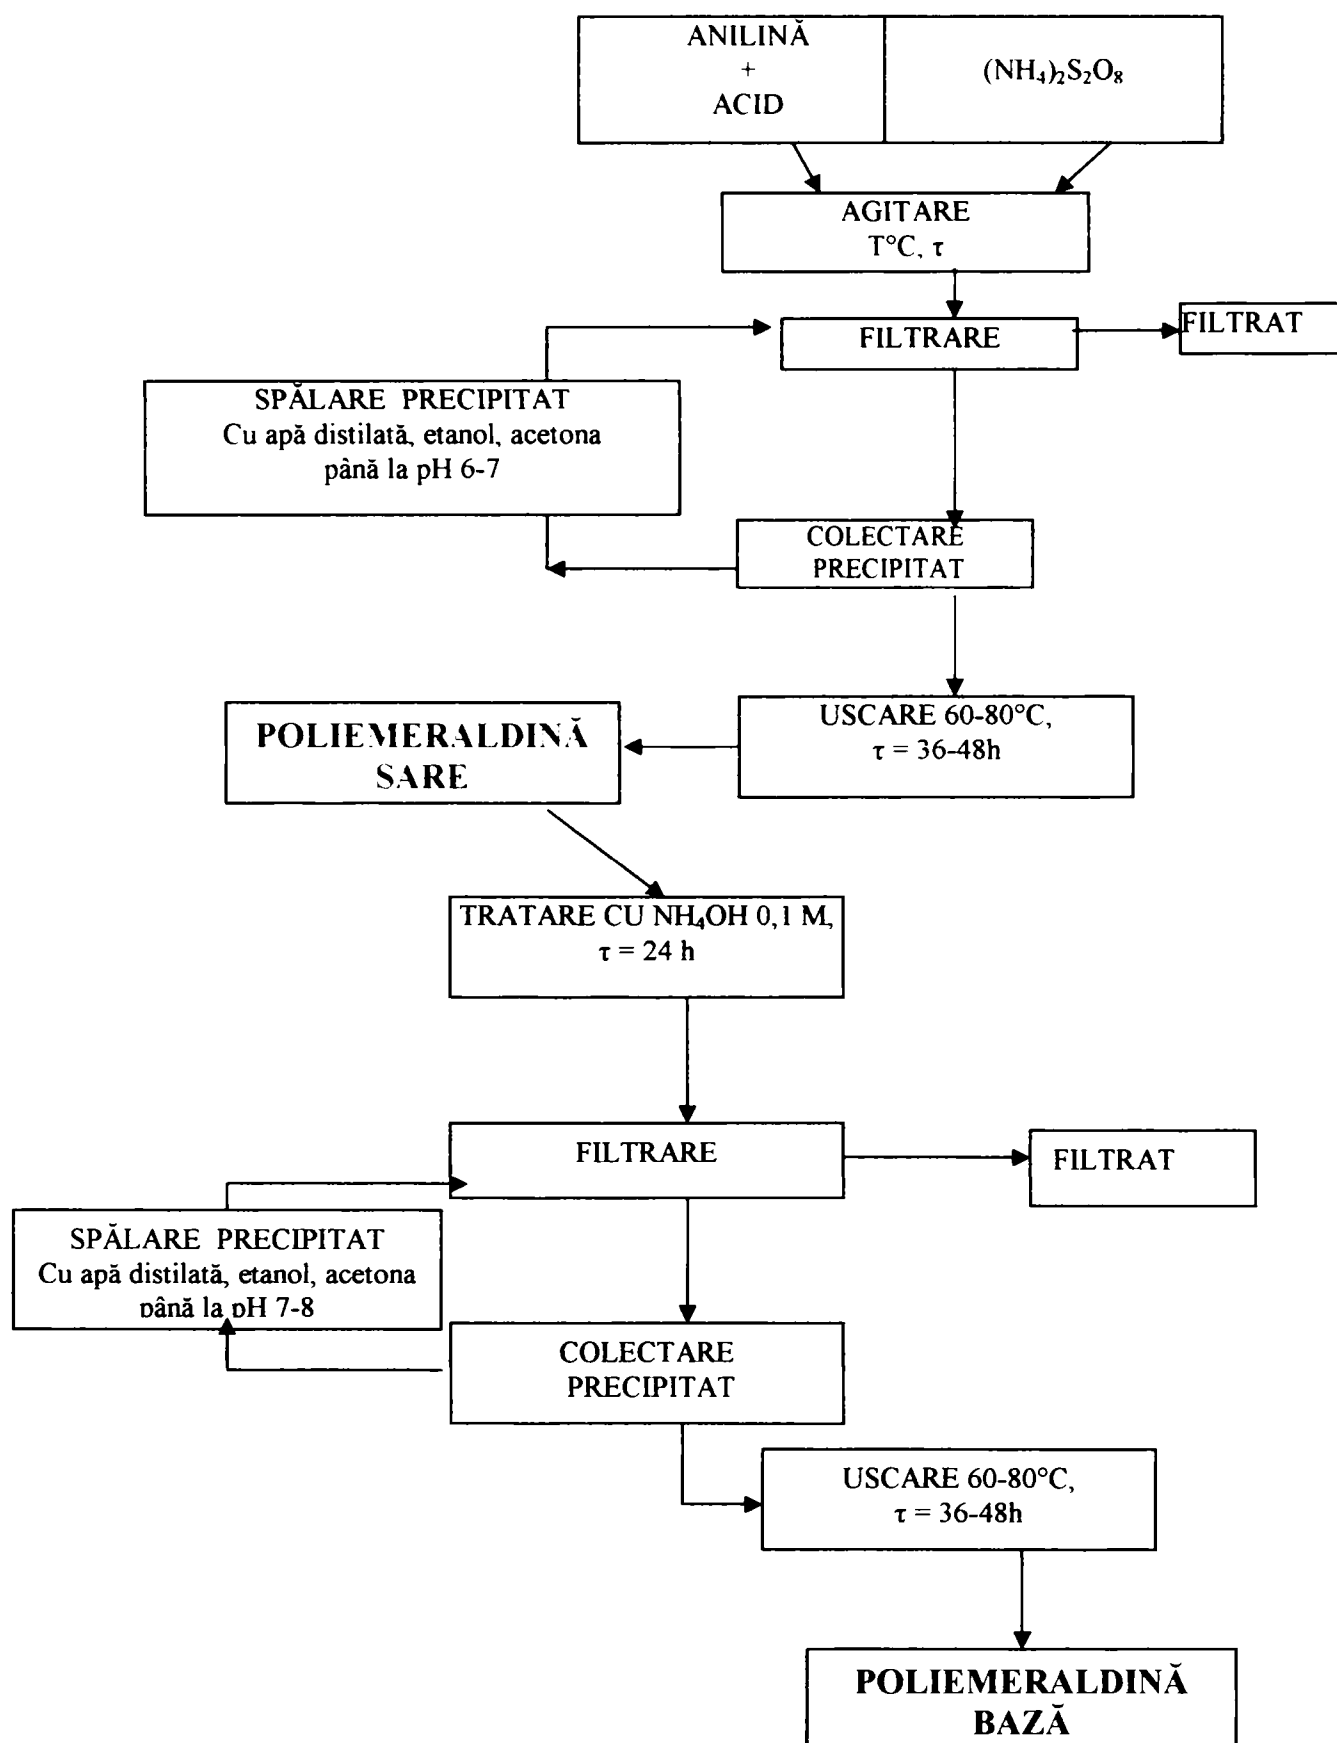 ANILINĂ
+
ACID
(NH₄)₂S₂O₈
AGITARE
T°C, τ
FILTRARE
FILTRAT
SPĂLARE PRECIPITAT
Cu apă distilată, etanol, acetona
până la pH 6-7
COLECTARE
PRECIPITAT
USCARE 60-80°C,
τ = 36-48h
POLIEMERALDINĂ
SARE
TRATARE CU NH₄OH 0,1 M,
τ = 24 h
FILTRARE
FILTRAT
SPĂLARE PRECIPITAT
Cu apă distilată, etanol, acetona
până la pH 7-8
COLECTARE
PRECIPITAT
USCARE 60-80°C,
τ = 36-48h
POLIEMERALDINĂ
BAZĂ